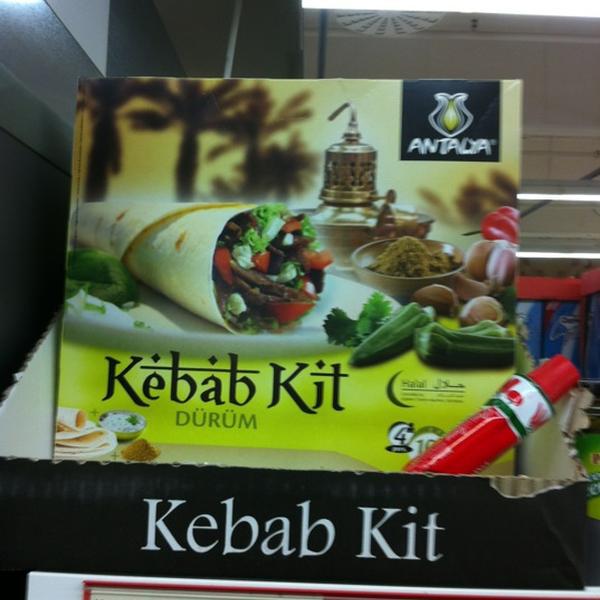 ANTALYA
Kebab Kit
DÜRÜM
Halal حلال
4
Kebab Kit